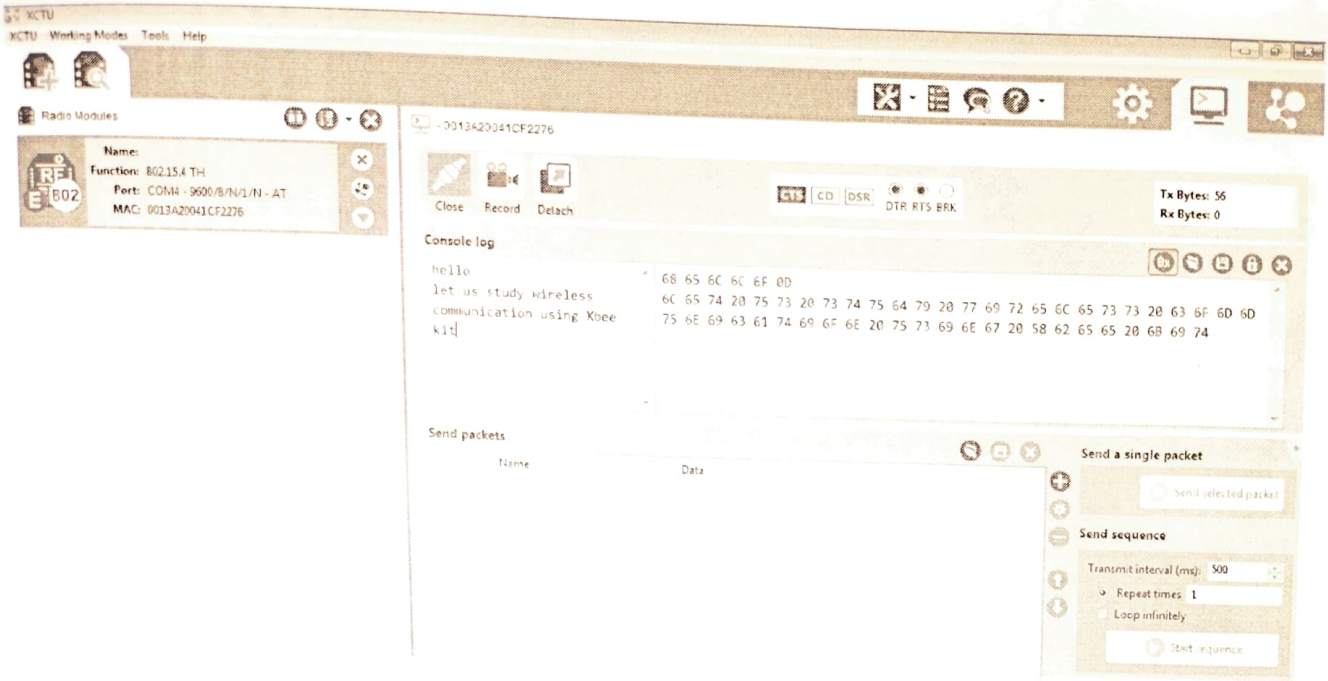 XCTU
XCTU Working Modes Tools Help
Radio Modules
Name:
Function: 802.15.4 TH
Port: COM4 - 9600/8/N/1/N - AT
MAC: 0013A20041CF2276
RF
E 802
- 0013A20041CF2276
Close Record Detach
CTS CD DSR DTR RTS BRK
Tx Bytes: 56
Rx Bytes: 0
Console log
hello
let us study wireless
communication using Xbee
kit
68 65 6C 6C 6F 0D
6C 65 74 20 75 73 20 73 74 75 64 79 20 77 69 72 65 6C 65 73 73 20 63 6F 6D 6D
75 6E 69 63 61 74 69 6F 6E 20 75 73 69 6E 67 20 58 62 65 65 20 6B 69 74
Send packets
Name Data
Send a single packet
Send selected packet
Send sequence
Transmit interval (ms): 500
Repeat times 1
Loop infinitely
Start sequence